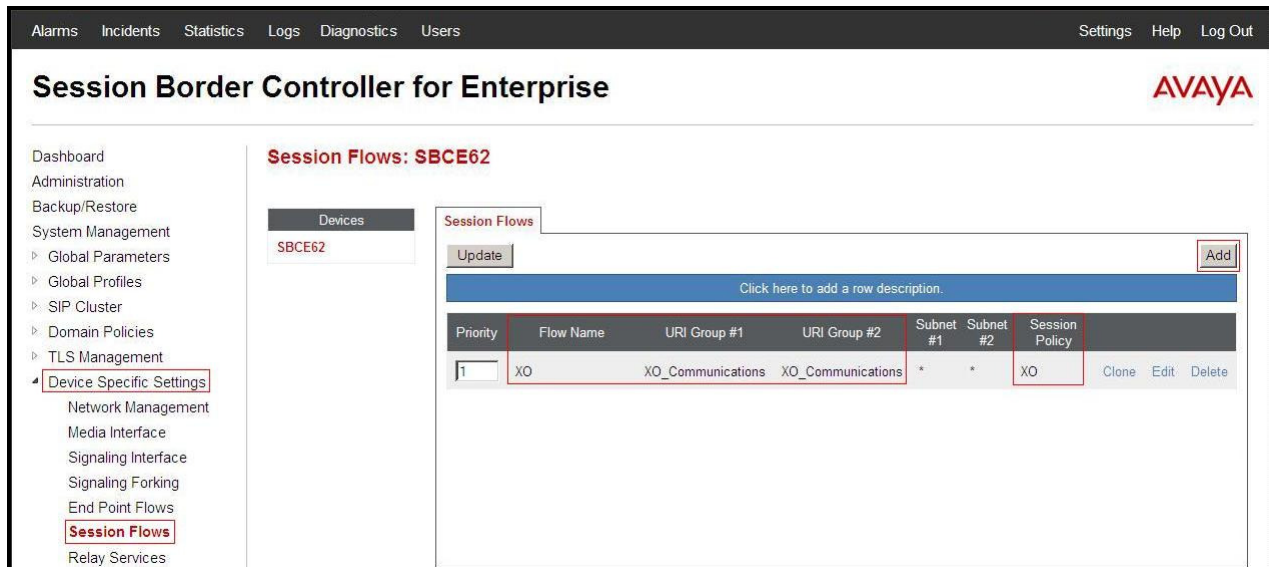 Alarms Incidents Statistics Logs Diagnostics Users Settings Help Log Out
Session Border Controller for Enterprise
AVAYA
Dashboard
Administration
Backup/Restore
System Management
Global Parameters
Global Profiles
SIP Cluster
Domain Policies
TLS Management
Device Specific Settings
Network Management
Media Interface
Signaling Interface
Signaling Forking
End Point Flows
Session Flows
Relay Services
Session Flows: SBCE62
Devices
SBCE62
Session Flows
Update Add
Click here to add a row description.
Priority Flow Name URI Group #1 URI Group #2 Subnet #1 Subnet #2 Session Policy
1 XO XO_Communications XO_Communications * * XO Clone Edit Delete